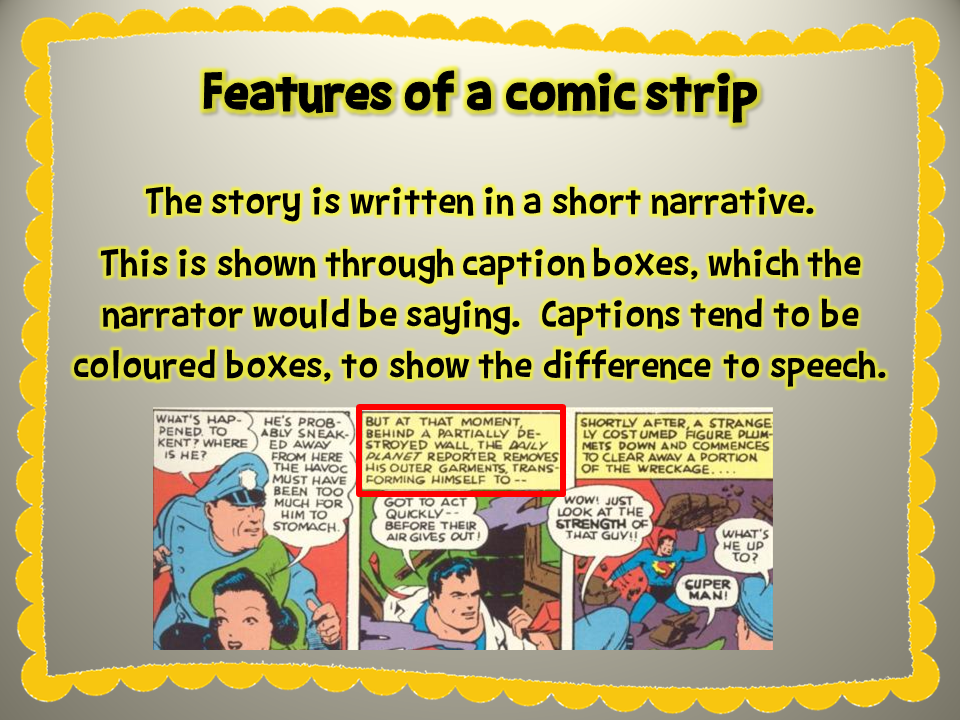 Features of a comic strip
The story is written in a short narrative.
This is shown through caption boxes, which the
narrator would be saying.  Captions tend to be
coloured boxes, to show the difference to speech.
WHAT'S HAP-
PENED, TO
KENT? WHERE
IS HE?
HE'S PROB-
ABLY SNEAK-
ED AWAY
FROM HERE
THE HAVOC
MUST HAVE
BEEN TOO
MUCH FOR
HIM TO
STOMACH.
BUT AT THAT MOMENT,
BEHIND A PARTIALLY DE-
STROYED WALL, THE DAILY
PLANET REPORTER REMOVES
HIS OUTER GARMENTS, TRANS-
FORMING HIMSELF TO --
GOT TO ACT
QUICKLY--
BEFORE THEIR
AIR GIVES OUT!
SHORTLY AFTER, A STRANGE-
LY COSTUMED FIGURE PLUM-
METS DOWN AND COMMENCES
TO CLEAR AWAY A PORTION
OF THE WRECKAGE....
WOW! JUST
LOOK AT THE
STRENGTH OF
THAT GUY!!
WHAT'S
HE UP
TO?
SUPER
MAN!